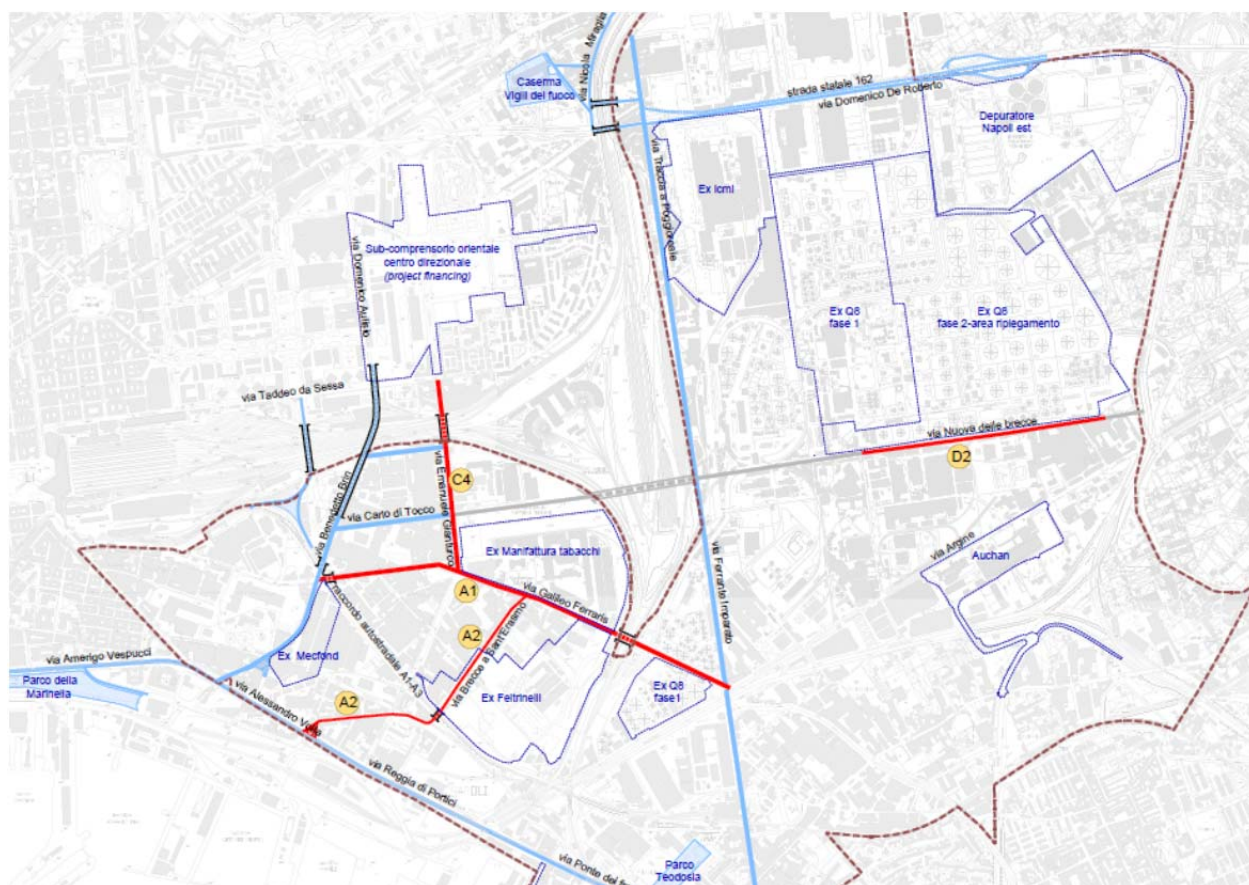 via Nicola Miraglia
Caserma
Vigili del fuoco
strada statale 162
via Domenico De Roberto
Depuratore
Napoli est
via Traccia a Poggioreale
Ex Icmi
via Domenico Aulisio
Sub-comprensorio orientale
centro direzionale
(project financing)
Ex Q8
fase 1
Ex Q8
fase 2-area ripiegamento
via Taddeo da Sessa
via Nuova delle brecce
D2
via Benedetto Brin
via Emanuele Gianturco
C4
via Carlo di Tocco
Ex Manifattura tabacchi
via Argine
Auchan
A1
via Galileo Ferraris
via Ferrante Imparato
raccordo autostradale A1-A3
A2
via Brecce a Sant'Erasmo
via Amerigo Vespucci
Ex Mecfond
Parco della
Marinella
via Alessandro Volta
A2
Ex Feltrinelli
Ex Q8
fase1
via Reggia di Portici
via Ponte dei
Parco
Teodosia